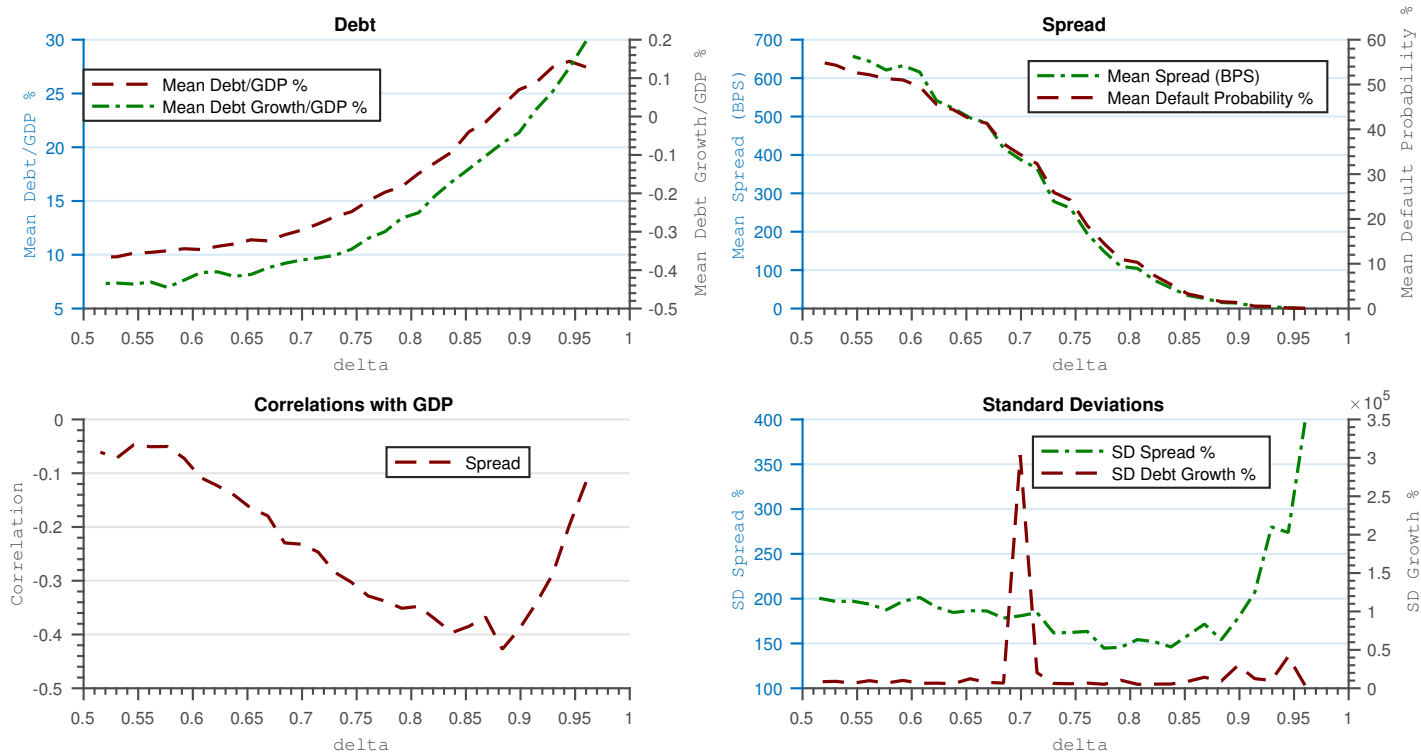 Debt
30
25
20
15
10
5
Mean Debt/GDP %
0.2
0.1
0
-0.1
-0.2
-0.3
-0.4
-0.5
Mean Debt Growth/GDP %
Mean Debt/GDP %
Mean Debt Growth/GDP %
0.5 0.55 0.6 0.65 0.7 0.75 0.8 0.85 0.9 0.95 1
delta
Spread
700
600
500
400
300
200
100
0
Mean Spread (BPS)
60
50
40
30
20
10
0
Mean Default Probability %
Mean Spread (BPS)
Mean Default Probability %
0.5 0.55 0.6 0.65 0.7 0.75 0.8 0.85 0.9 0.95 1
delta
Correlations with GDP
0
-0.1
-0.2
-0.3
-0.4
-0.5
Correlation
Spread
0.5 0.55 0.6 0.65 0.7 0.75 0.8 0.85 0.9 0.95 1
delta
Standard Deviations
400
350
300
250
200
150
100
SD Spread %
×10^5
3.5
3
2.5
2
1.5
1
0.5
0
SD Growth %
SD Spread %
SD Debt Growth %
0.5 0.55 0.6 0.65 0.7 0.75 0.8 0.85 0.9 0.95 1
delta